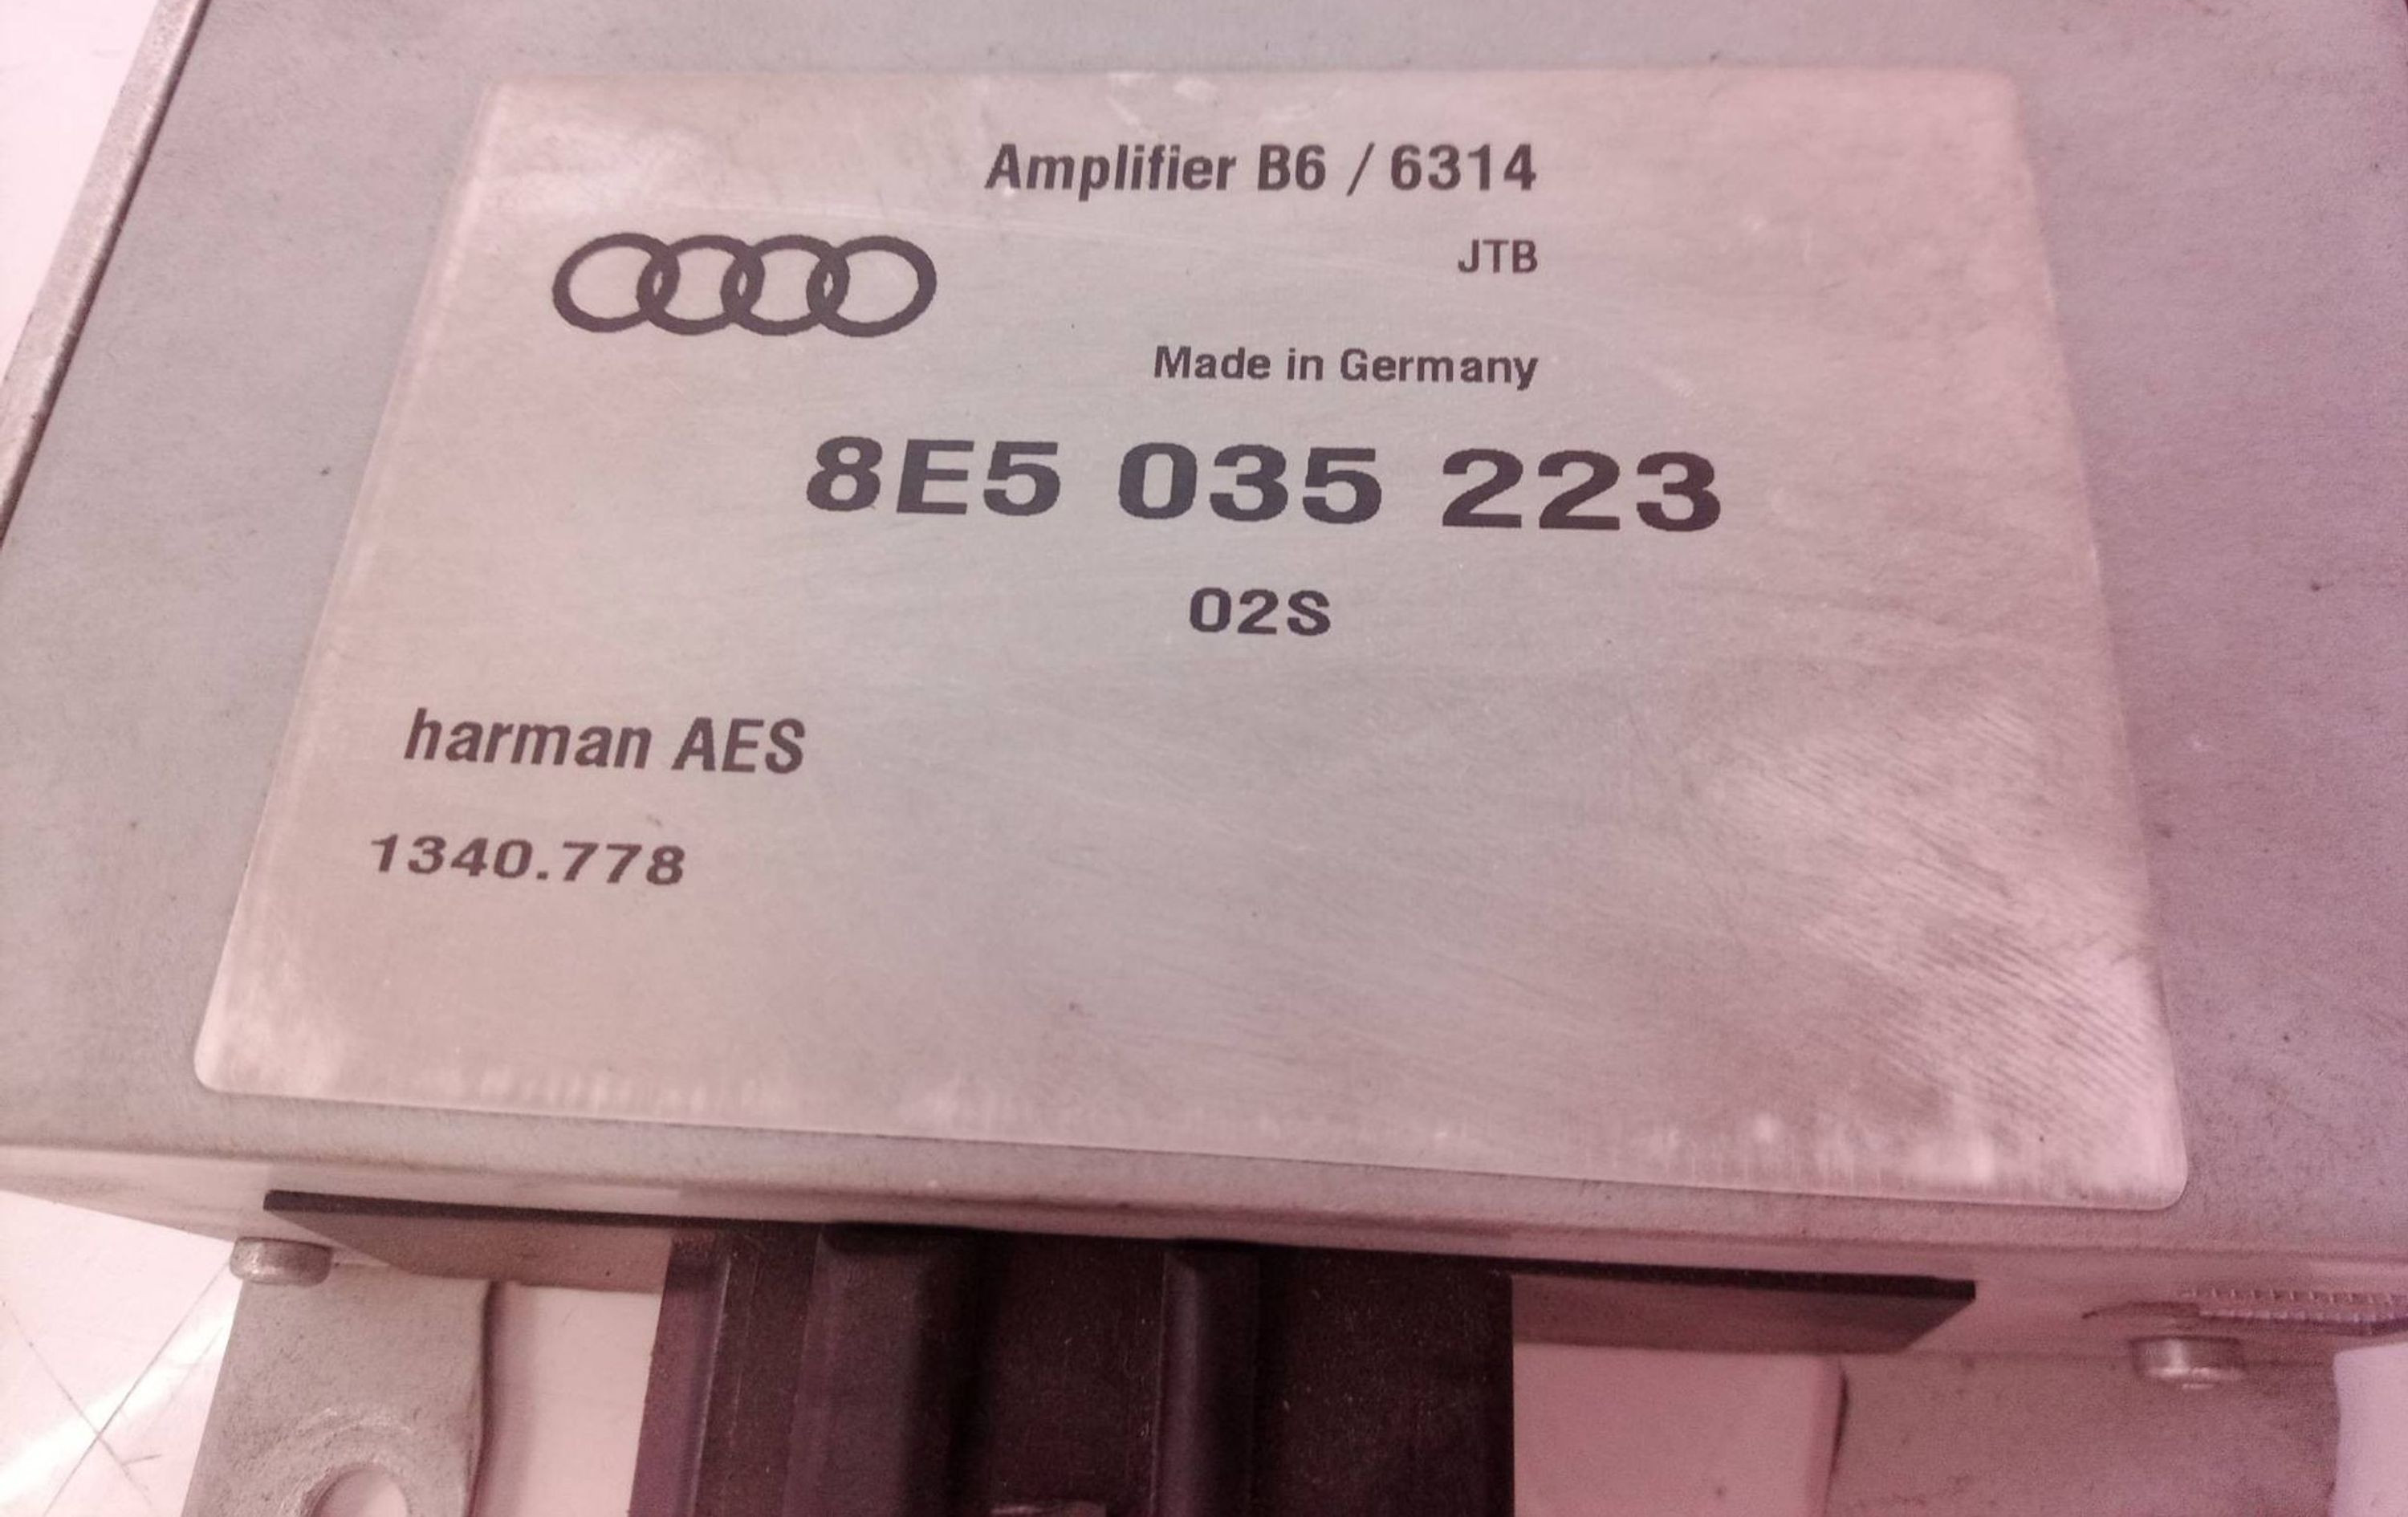 Amplifier B6 / 6314
JTB
Made in Germany
8E5 035 223
02S
harman AES
1340.778